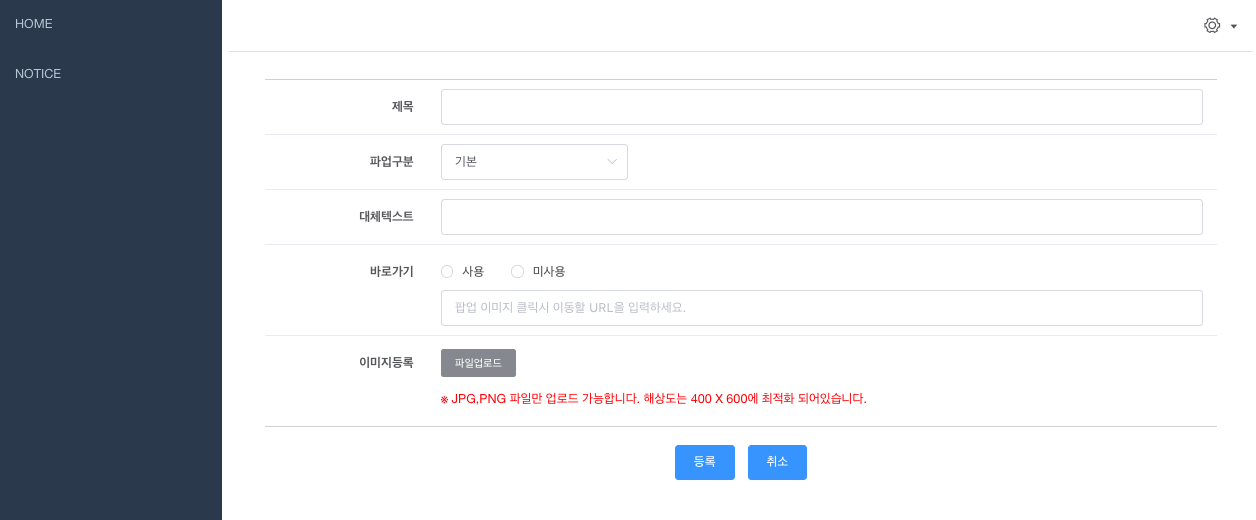 HOME
NOTICE
제목
파업구분
기본
대체텍스트
바로가기
사용
미사용
팝업 이미지 클릭시 이동할 URL을 입력하세요.
이미지등록
파일업로드
※ JPG,PNG 파일만 업로드 가능합니다. 해상도는 400 X 600에 최적화 되어있습니다.
등록
취소